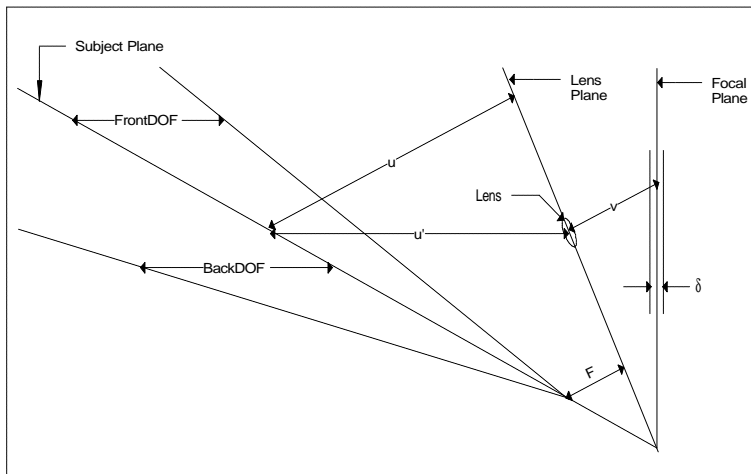 Subject Plane
FrontDOF
Lens
Plane
Focal
Plane
u
Lens
v
u'
BackDOF
δ
F